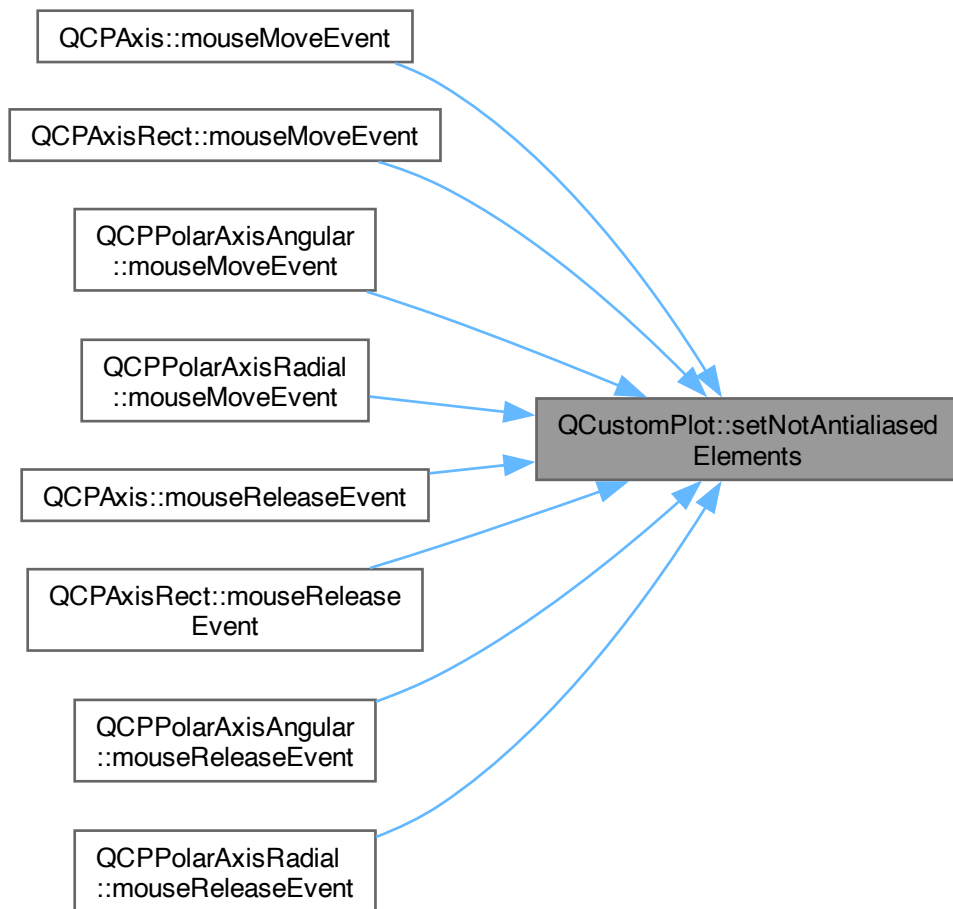 QCPAxis::mouseMoveEvent
QCPAxisRect::mouseMoveEvent
QCPPolarAxisAngular
::mouseMoveEvent
QCPPolarAxisRadial
::mouseMoveEvent
QCustomPlot::setNotAntialiased
Elements
QCPAxis::mouseReleaseEvent
QCPAxisRect::mouseRelease
Event
QCPPolarAxisAngular
::mouseReleaseEvent
QCPPolarAxisRadial
::mouseReleaseEvent